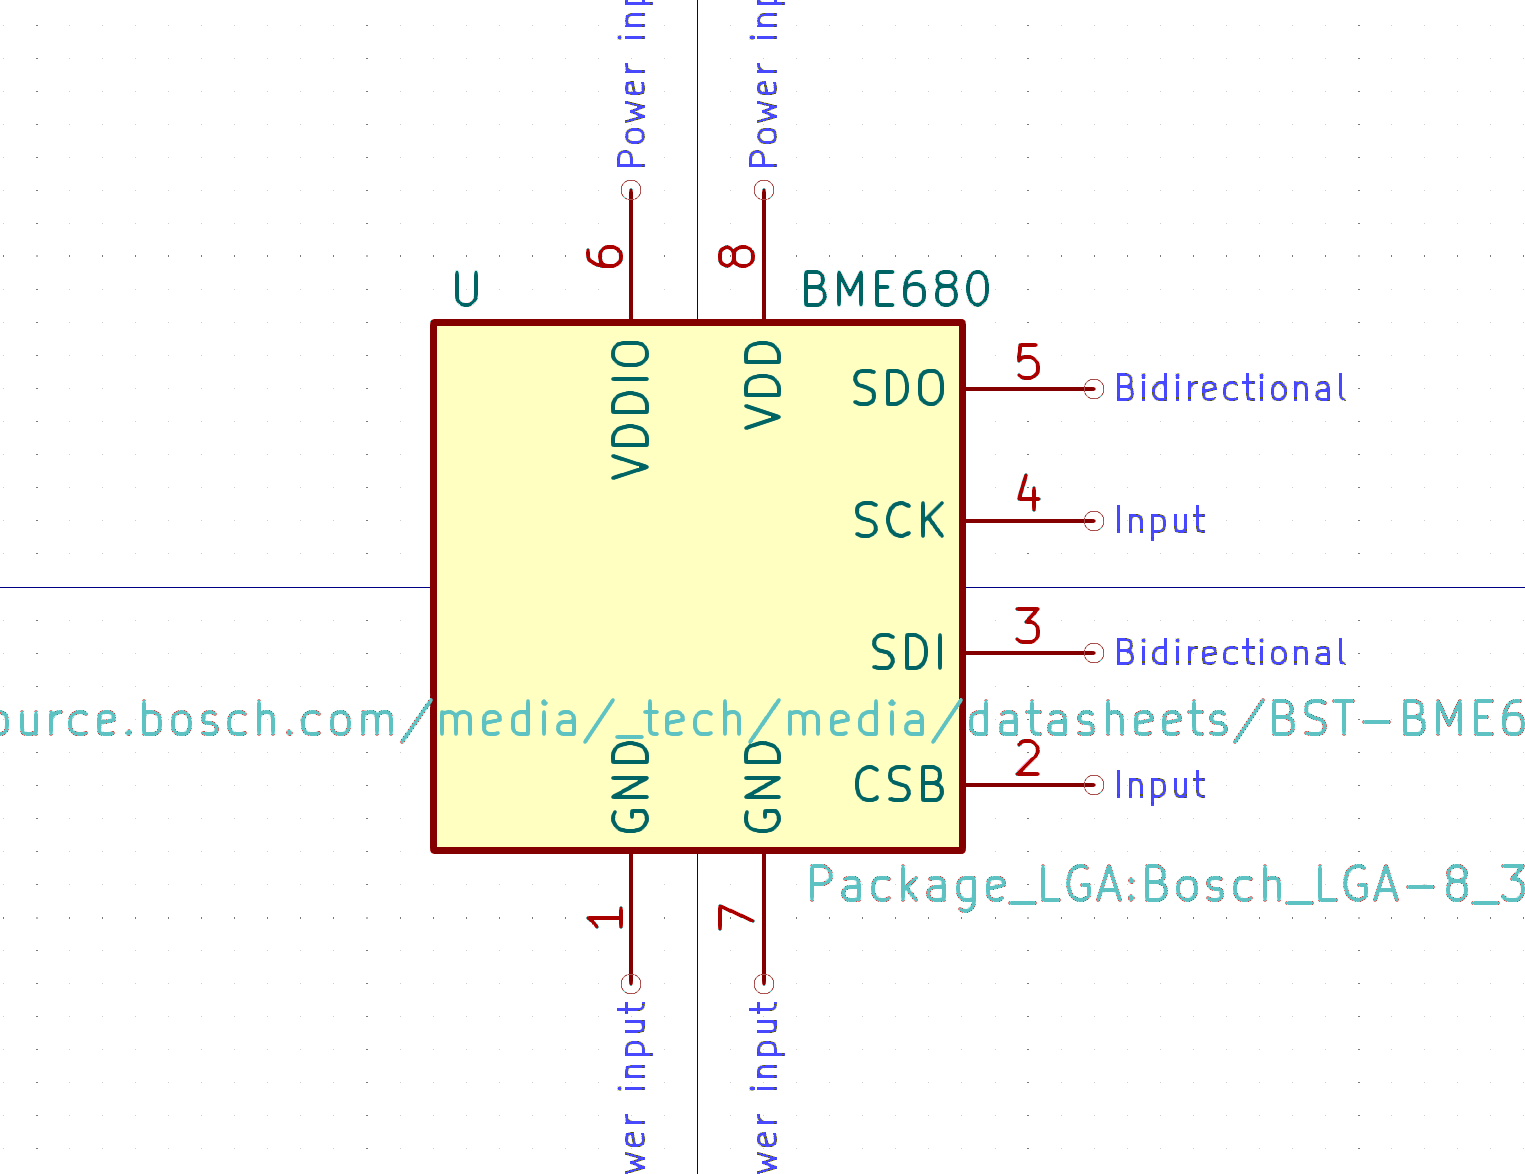 Power inp
Power inp
6
8
U
BME680
VDDIO
VDD
SDO
5
Bidirectional
SCK
4
Input
SDI
3
Bidirectional
ource.bosch.com/media/_tech/media/datasheets/BST-BME6
GND
GND
CSB
2
Input
Package_LGA:Bosch_LGA-8_3
1
7
wer input
wer input